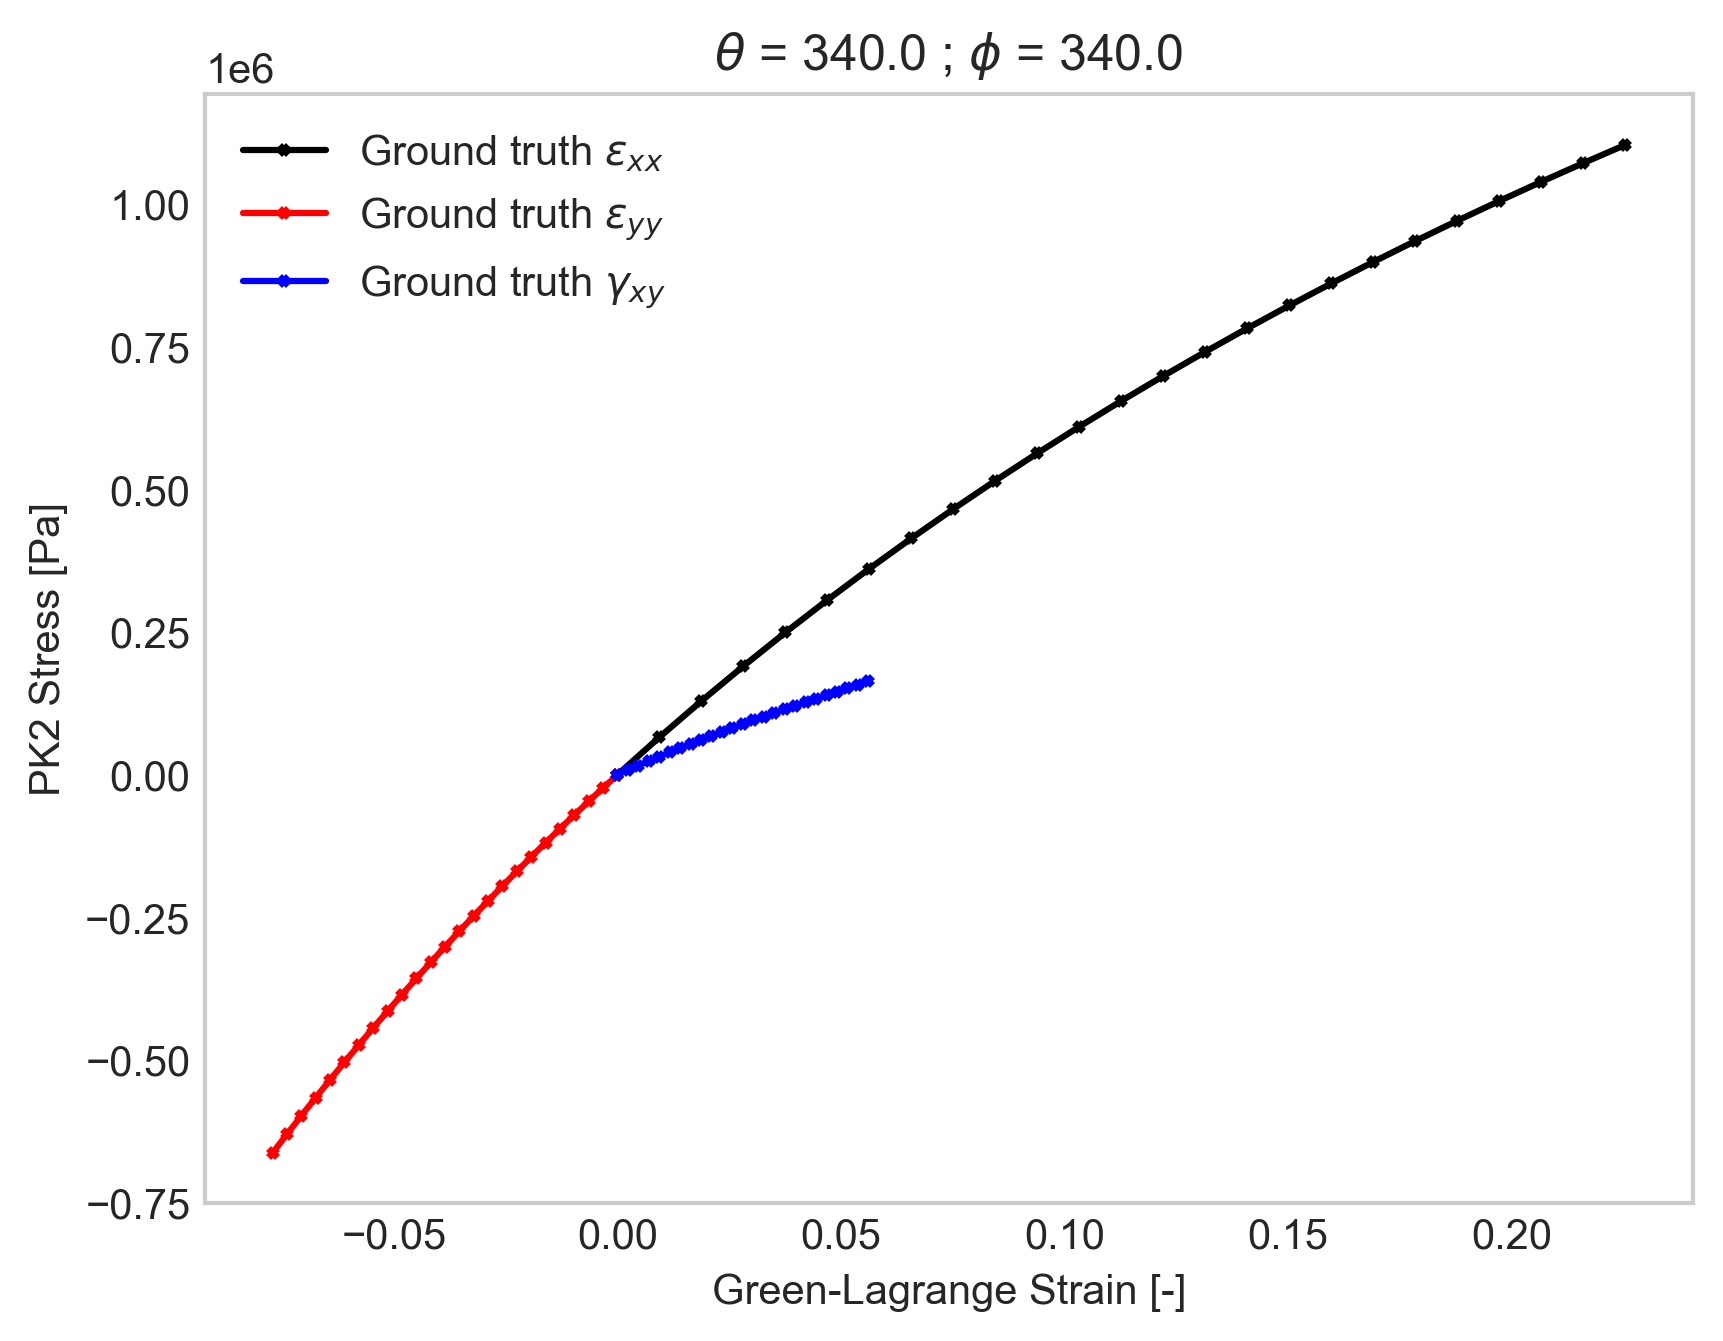 θ = 340.0 ; ϕ = 340.0
1e6
Ground truth εxx
Ground truth εyy
Ground truth γxy
1.00
0.75
0.50
0.25
0.00
−0.25
−0.50
−0.75
PK2 Stress [Pa]
−0.05 0.00 0.05 0.10 0.15 0.20
Green-Lagrange Strain [-]